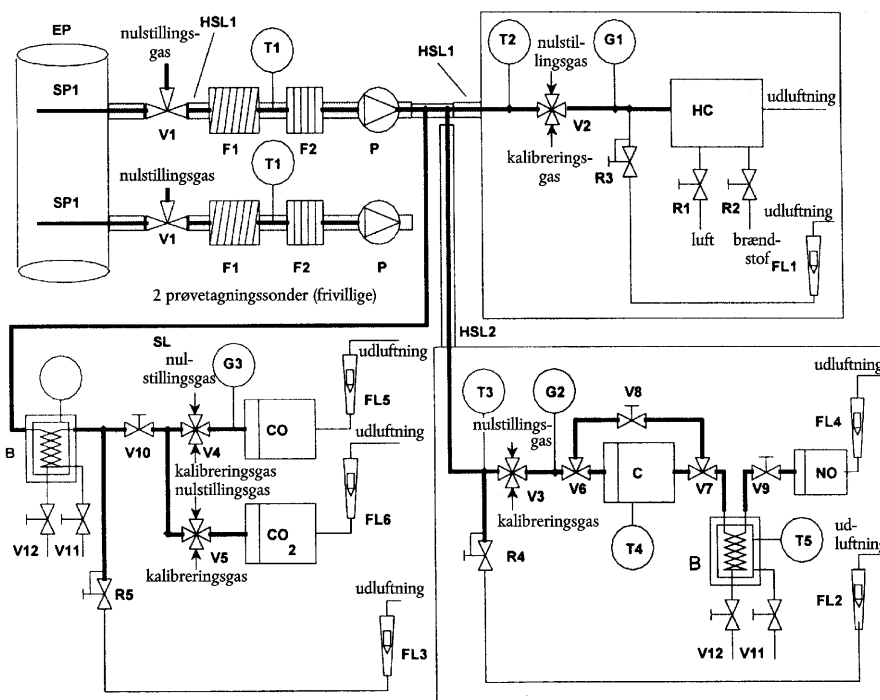 EP
nulstillings-
gas
HSL1
T1
SP1
V1
F1
F2
P
nulstillingsgas
T1
SP1
V1
F1
F2
P
2 prøvetagningssonder (frivillige)
HSL1
T2
nulstil-
lingsgas
G1
V2
kalibrerings-
gas
R3
HC
udluftning
R1
R2
luft
brænd-
stof
udluftning
FL1
HSL2
SL
nul-
stillingsgas
G3
udluftning
FL5
CO
B
V10
V4
kalibreringsgas
nulstillingsgas
udluftning
FL6
CO
2
V5
kalibreringsgas
V12
V11
R5
udluftning
FL3
T3
nulstillings-
gas
G2
V8
udluftning
FL4
V3
kalibreringsgas
V6
C
V7
V9
NO
T4
R4
B
T5
ud-
luftning
FL2
V12
V11